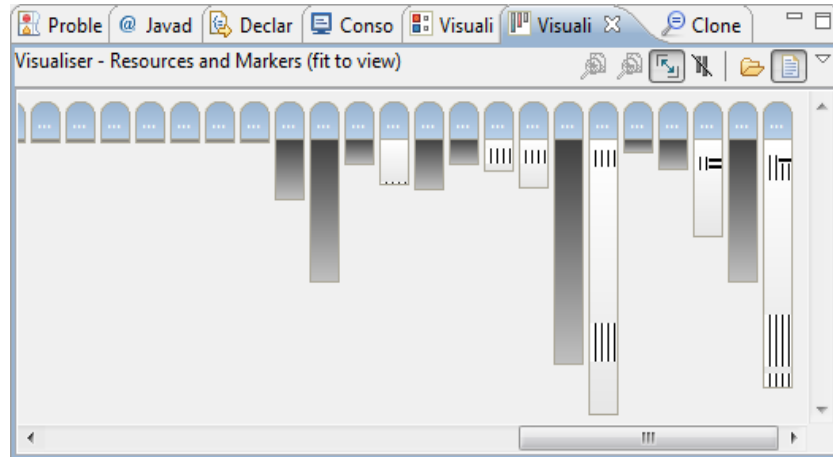 Proble @ Javad Declar Conso Visuali Visuali Clone
Visualiser - Resources and Markers (fit to view)
... ... ... ... ... ... ... ... ... ... ... ... ... ... ... ... ... ... ... ... ... ...